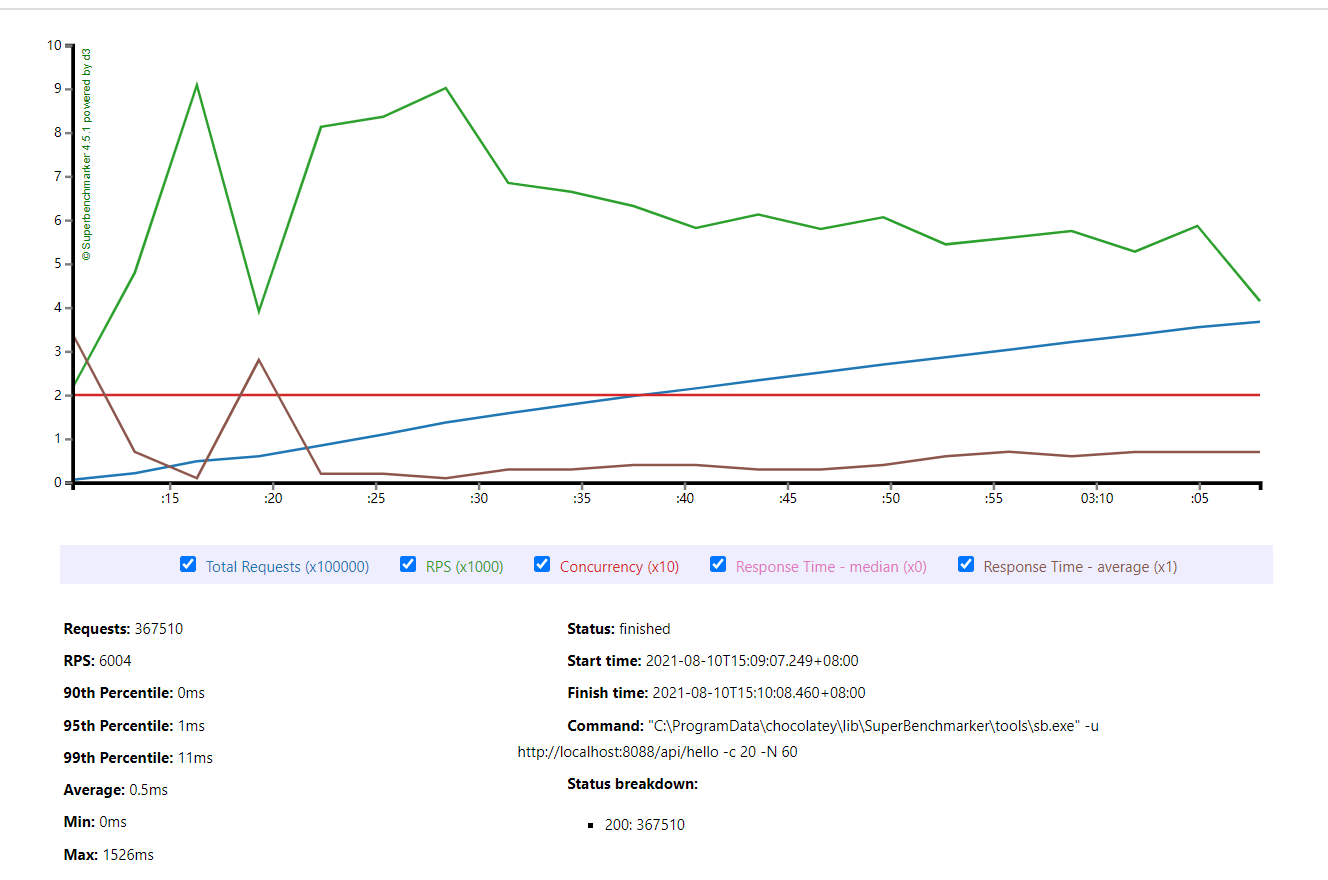 10
9
8
7
6
5
4
3
2
1
0
© Superbenchmarker 4.5.1 powered by d3
:15 :20 :25 :30 :35 :40 :45 :50 :55 03:10 :05
Total Requests (x100000) RPS (x1000) Concurrency (x10) Response Time - median (x0) Response Time - average (x1)
Requests: 367510
RPS: 6004
90th Percentile: 0ms
95th Percentile: 1ms
99th Percentile: 11ms
Average: 0.5ms
Min: 0ms
Max: 1526ms
Status: finished
Start time: 2021-08-10T15:09:07.249+08:00
Finish time: 2021-08-10T15:10:08.460+08:00
Command: "C:\ProgramData\chocolatey\lib\SuperBenchmarker\tools\sb.exe" -u
http://localhost:8088/api/hello -c 20 -N 60
Status breakdown:
▪ 200: 367510